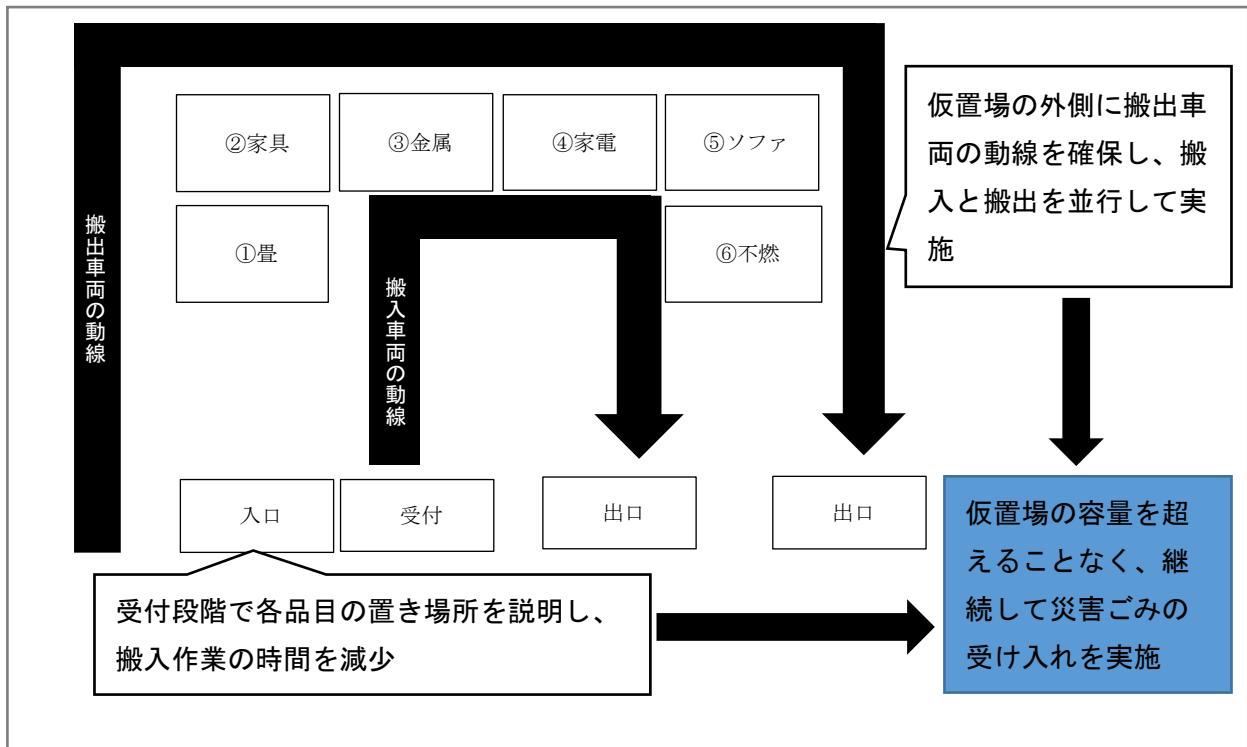 ②家具
③金属
④家電
⑤ソファ
①畳
⑥不燃
搬出車両の動線
搬入車両の動線
仮置場の外側に搬出車
両の動線を確保し、搬
入と搬出を並行して実
施
入口
受付
出口
出口
受付段階で各品目の置き場所を説明し、
搬入作業の時間を減少
仮置場の容量を超
えることなく、継
続して災害ごみの
受け入れを実施